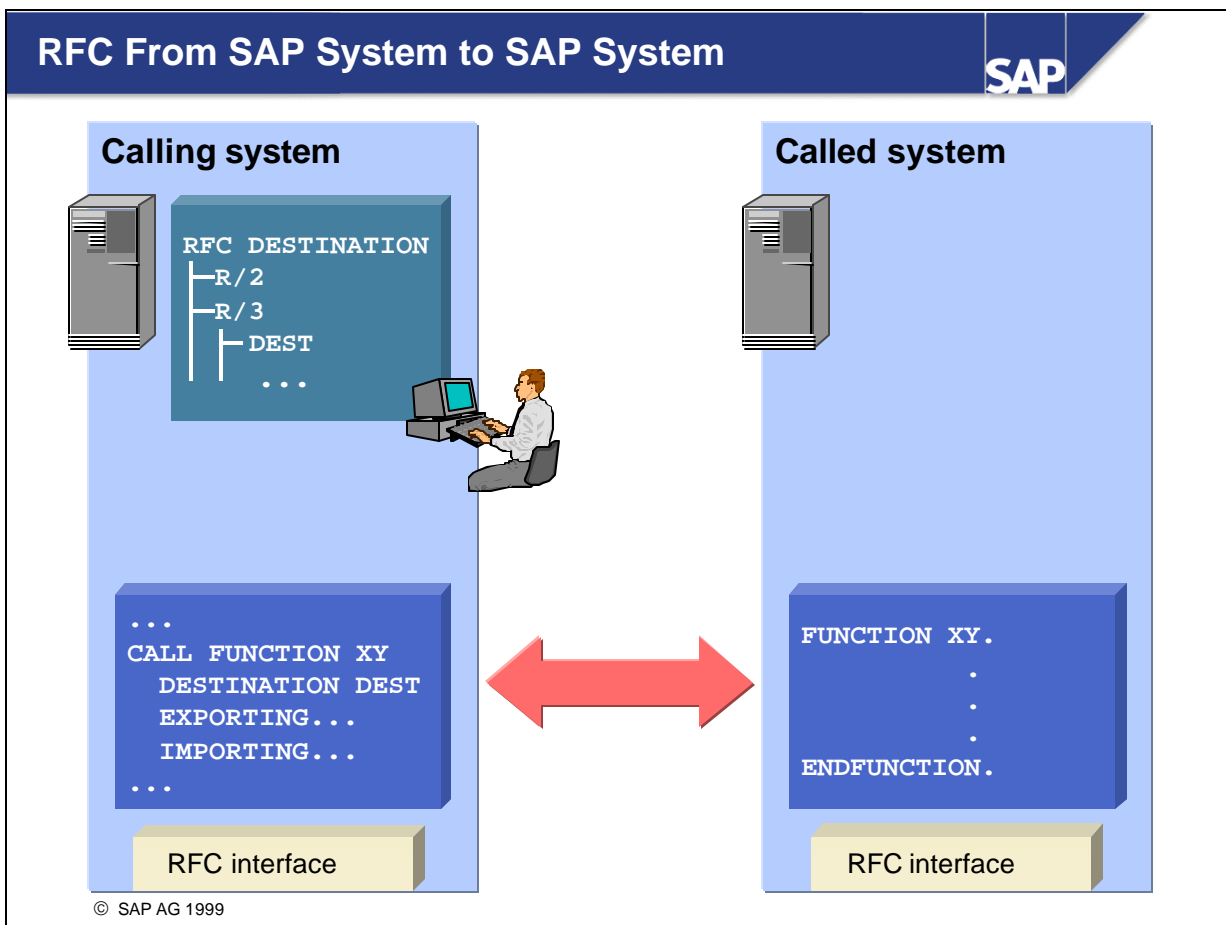 RFC From SAP System to SAP System
SAP
Calling system
RFC DESTINATION
R/2
R/3
DEST
...
...
CALL FUNCTION XY
DESTINATION DEST
EXPORTING...
IMPORTING...
...
RFC interface
Called system
FUNCTION XY.
.
.
.
ENDFUNCTION.
RFC interface
© SAP AG 1999